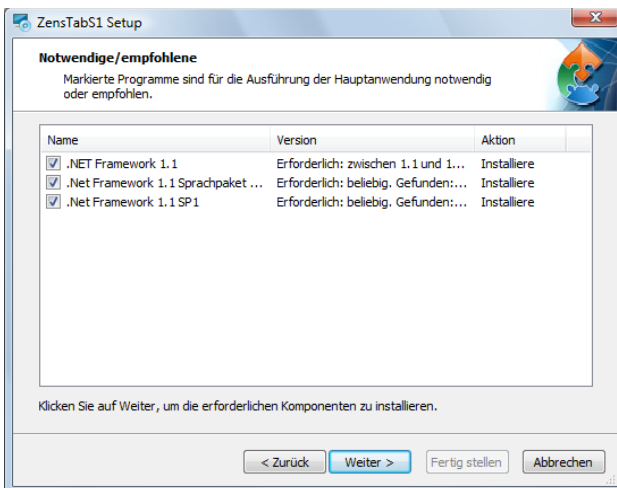 ZensTabS1 Setup
Notwendige/empfohlene
Markierte Programme sind für die Ausführung der Hauptanwendung notwendig
oder empfohlen.
Name Version Aktion
.NET Framework 1.1 Erforderlich: zwischen 1.1 und 1... Installiere
.Net Framework 1.1 Sprachpaket ... Erforderlich: beliebig. Gefunden:... Installiere
.Net Framework 1.1 SP1 Erforderlich: beliebig. Gefunden:... Installiere
Klicken Sie auf Weiter, um die erforderlichen Komponenten zu installieren.
< Zurück Weiter > Fertig stellen Abbrechen